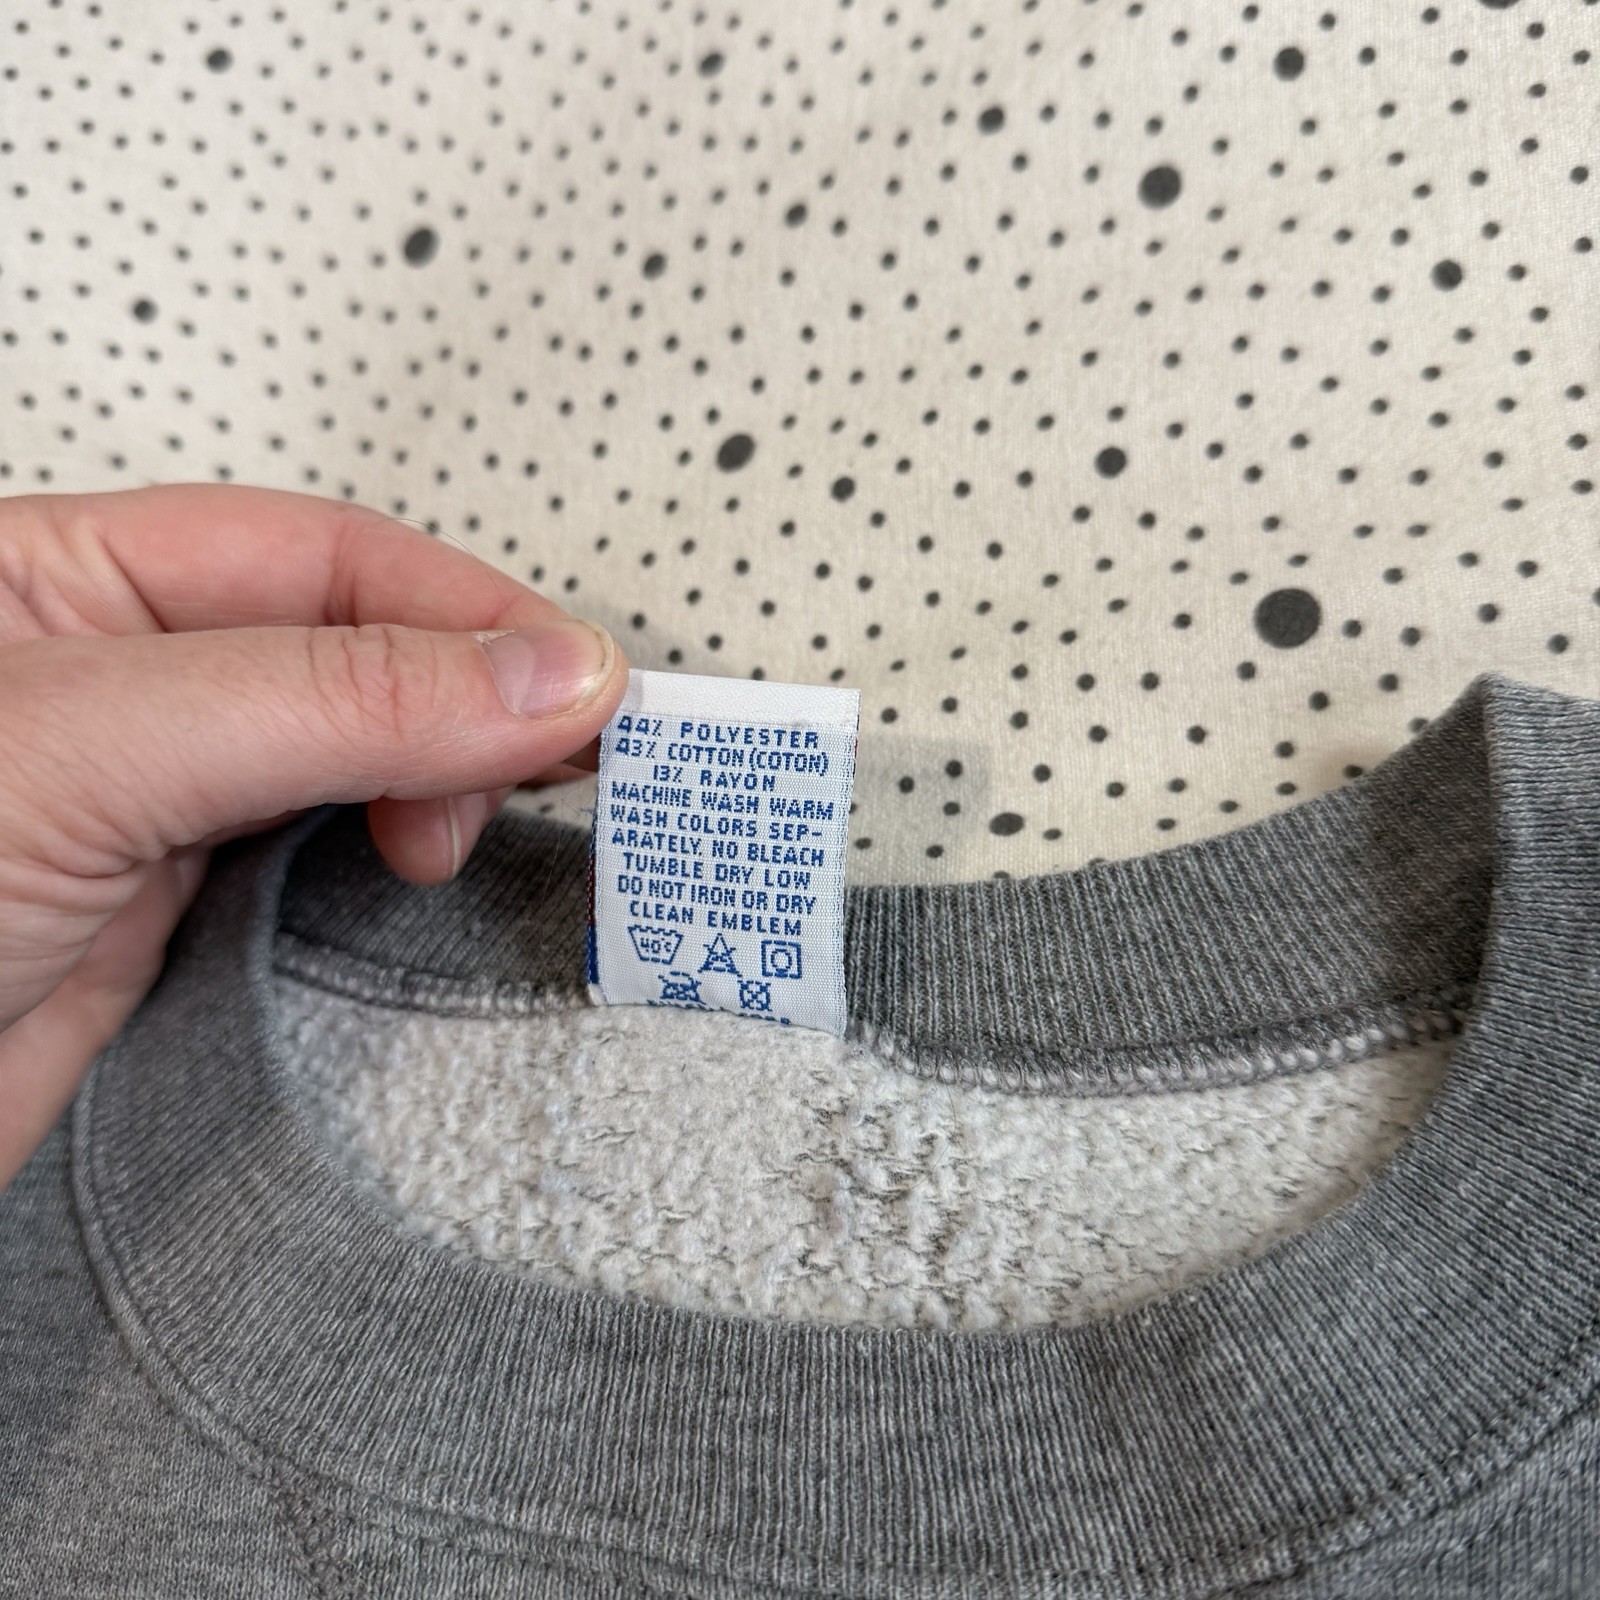 44% POLYESTER
43% COTTON (COTON)
13% RAYON
MACHINE WASH WARM
WASH COLORS SEP-
ARATELY. NO BLEACH
TUMBLE DRY LOW
DO NOT IRON OR DRY
CLEAN EMBLEM
40°C